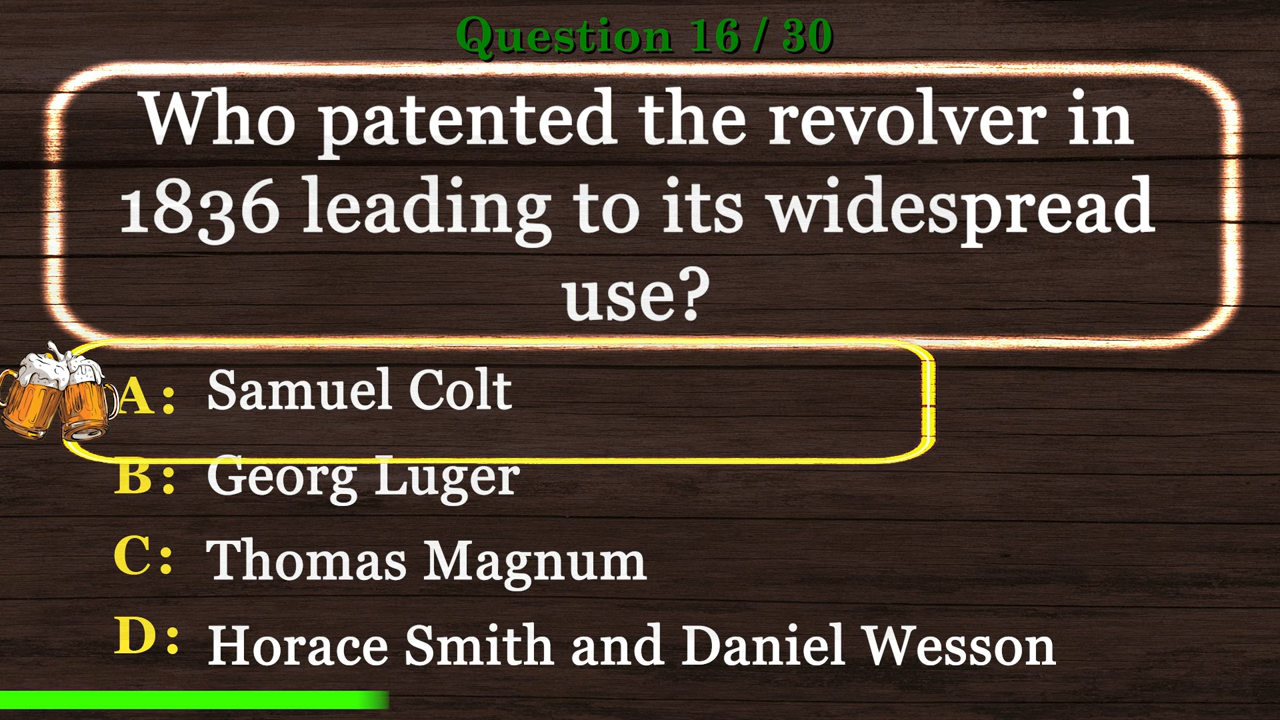 Question 16 / 30
Who patented the revolver in
1836 leading to its widespread
use?
A: Samuel Colt
B: Georg Luger
C: Thomas Magnum
D: Horace Smith and Daniel Wesson